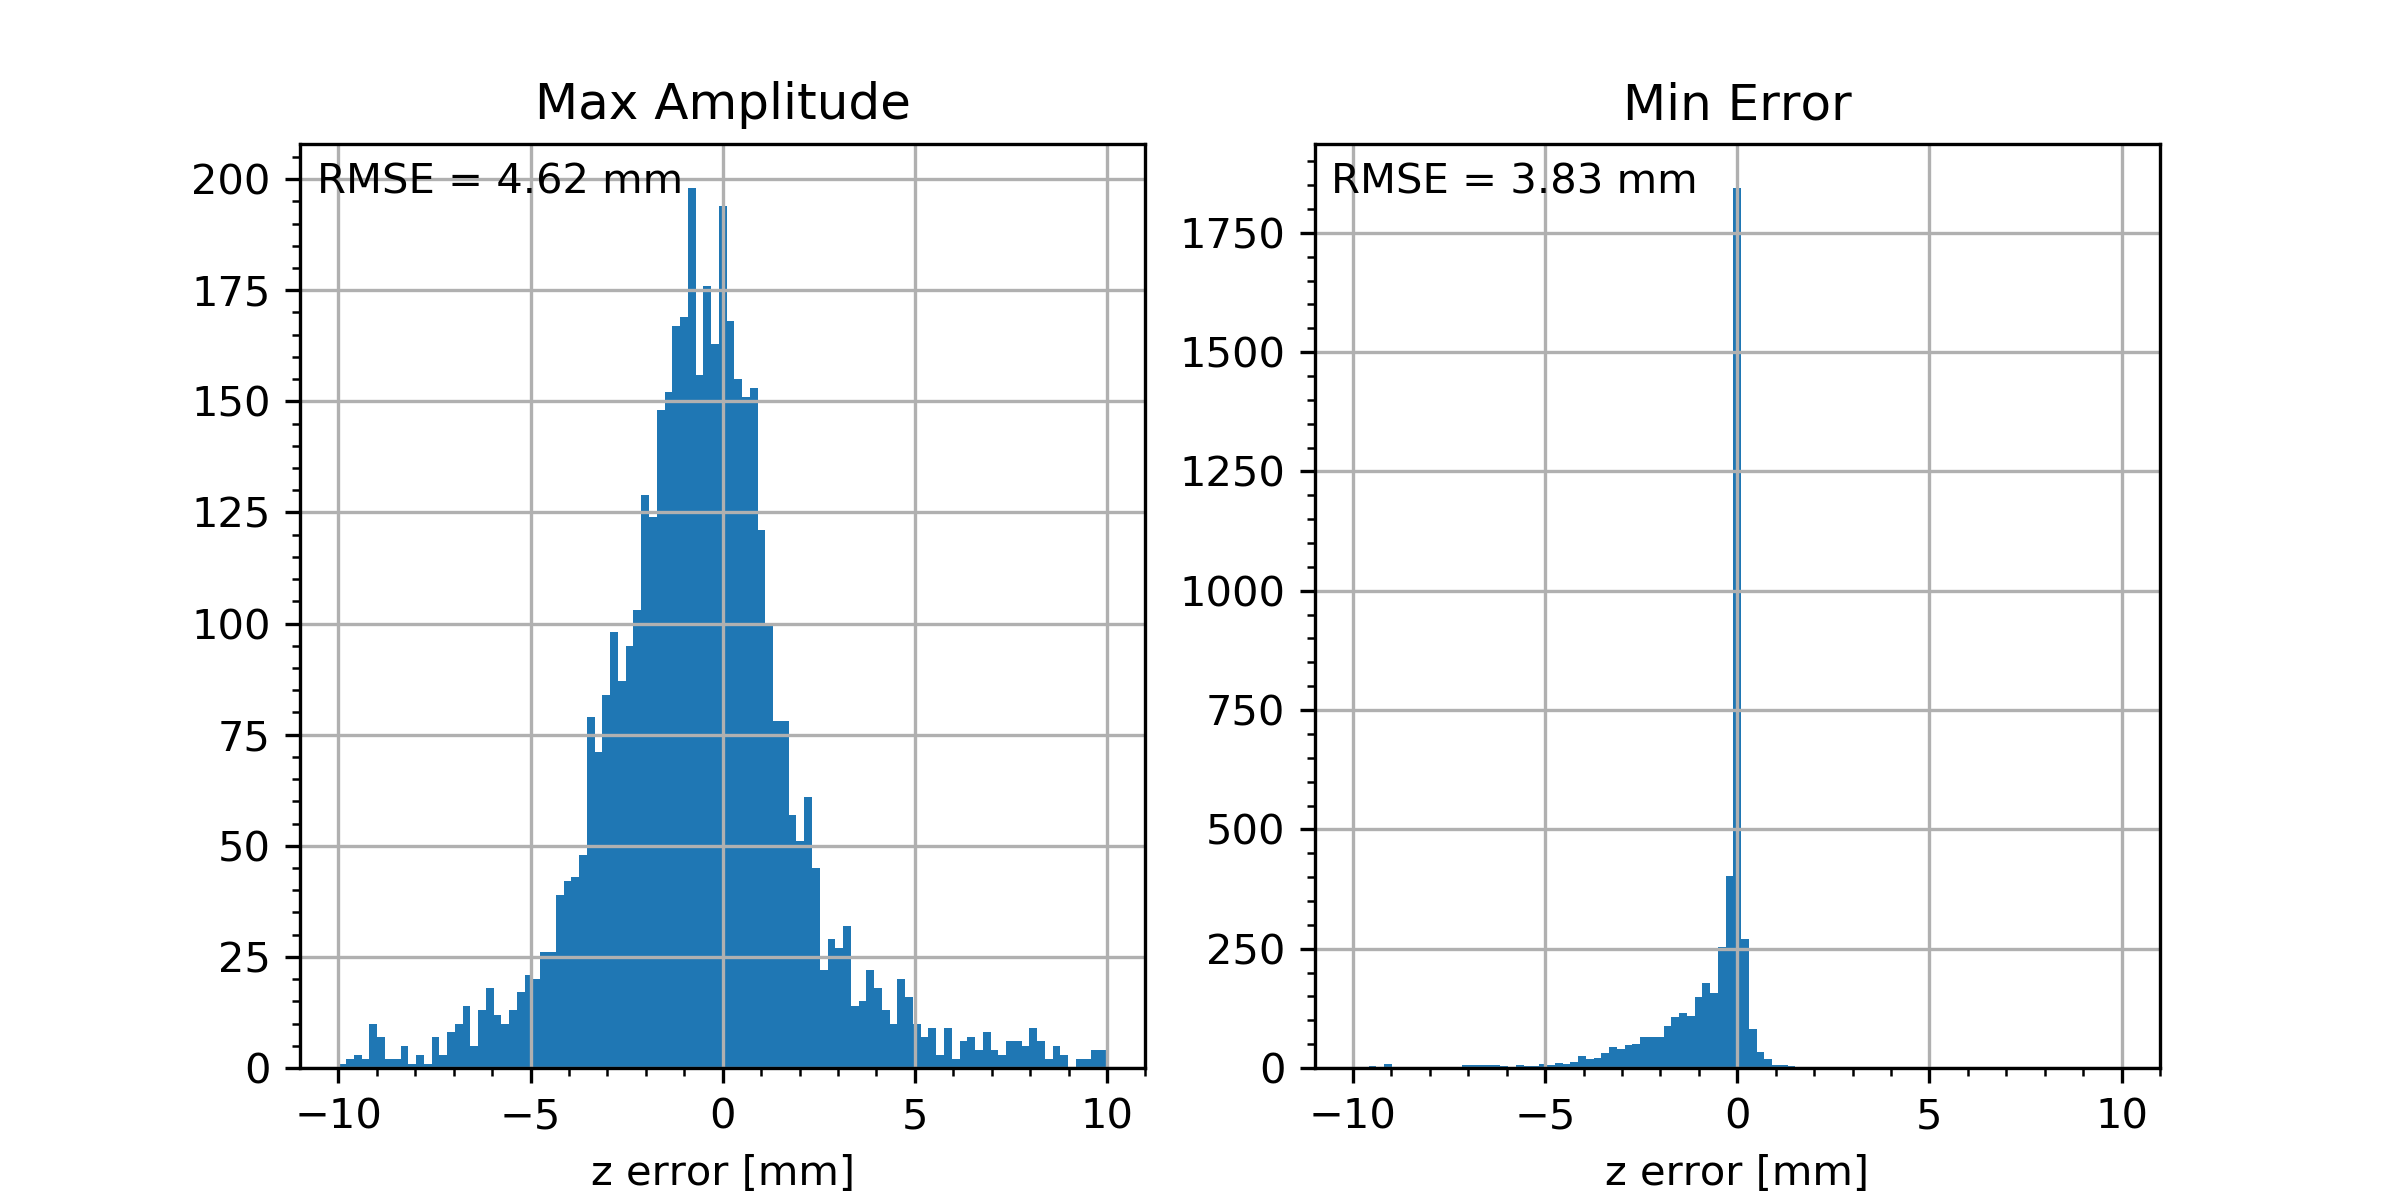 Max Amplitude
RMSE = 4.62 mm
200
175
150
125
100
75
50
25
0
−10 −5 0 5 10
z error [mm]
Min Error
RMSE = 3.83 mm
1750
1500
1250
1000
750
500
250
0
−10 −5 0 5 10
z error [mm]